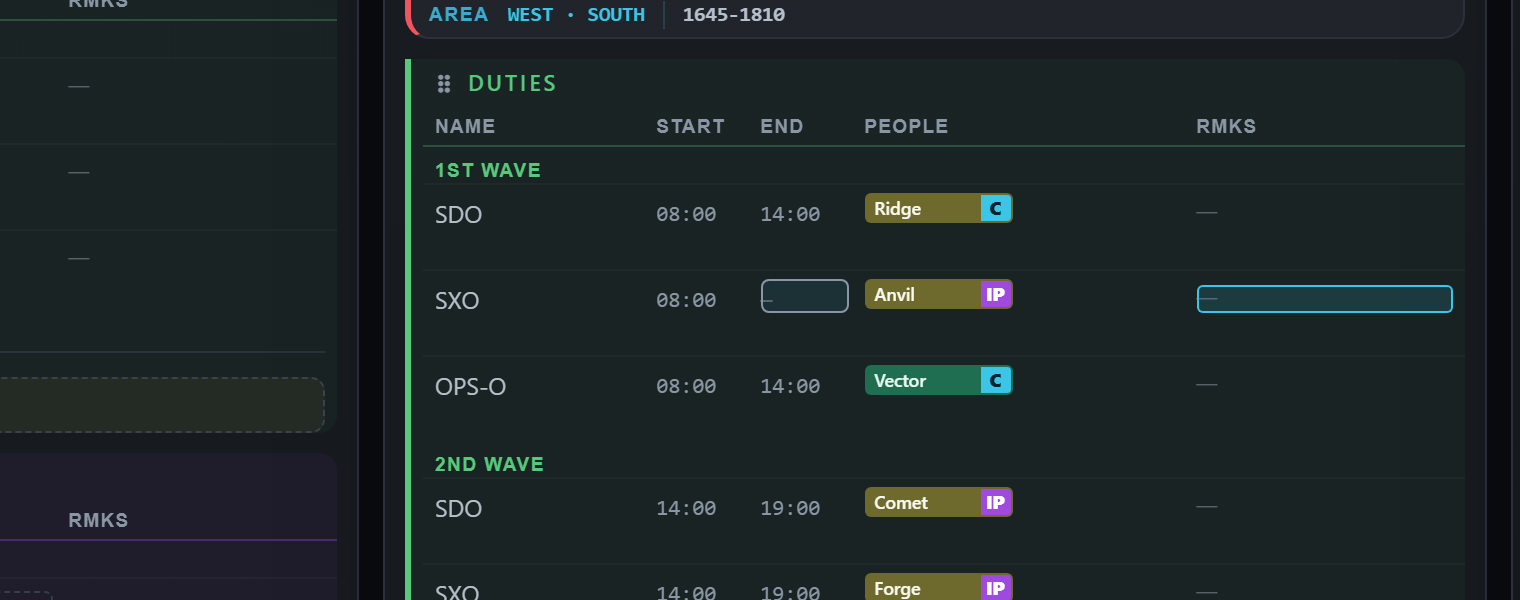 RMKS
—
—
—
RMKS
AREA WEST · SOUTH 1645-1810
DUTIES
NAME START END PEOPLE RMKS
1ST WAVE
SDO 08:00 14:00 Ridge C —
SXO 08:00 — Anvil IP —
OPS-O 08:00 14:00 Vector C —
2ND WAVE
SDO 14:00 19:00 Comet IP —
SXO 14:00 19:00 Forge IP —